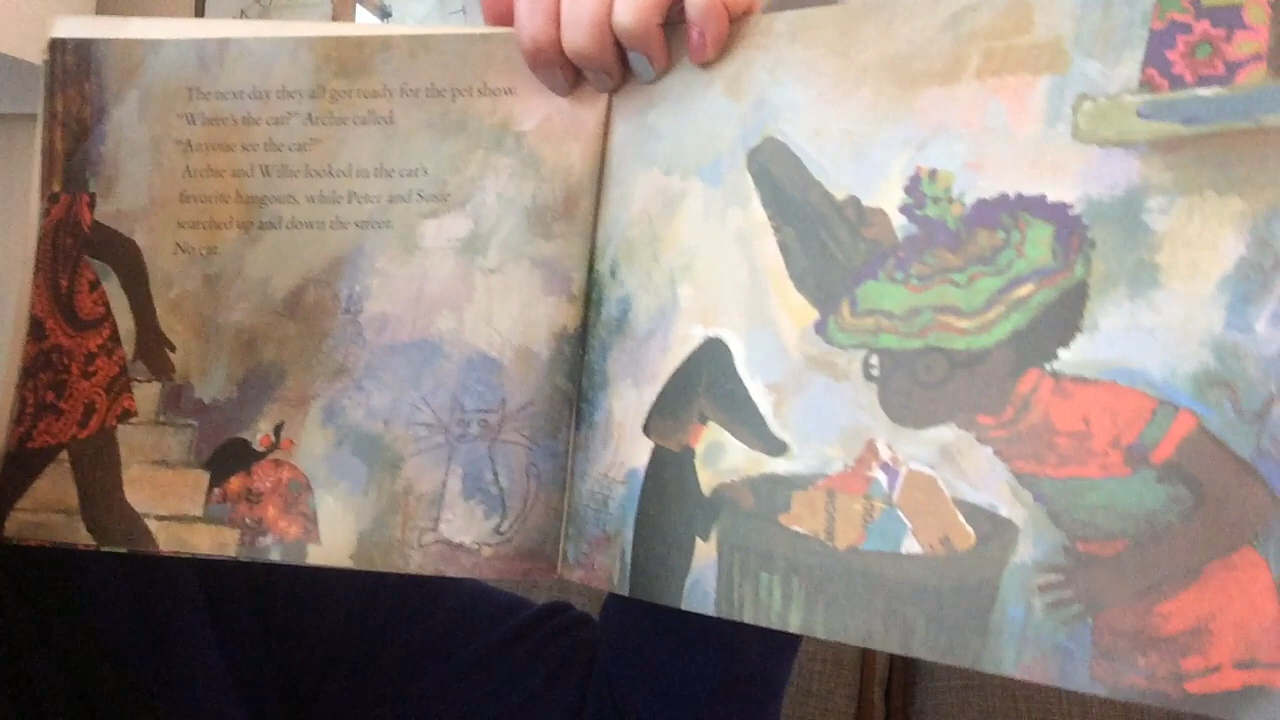 The next day they all got ready for the pet show.
"Where's the cat?" Archie called.
"Anyone see the cat?"
Archie and Willie looked in the cat's
favorite hangouts, while Peter and Susie
searched up and down the street.
No cat.